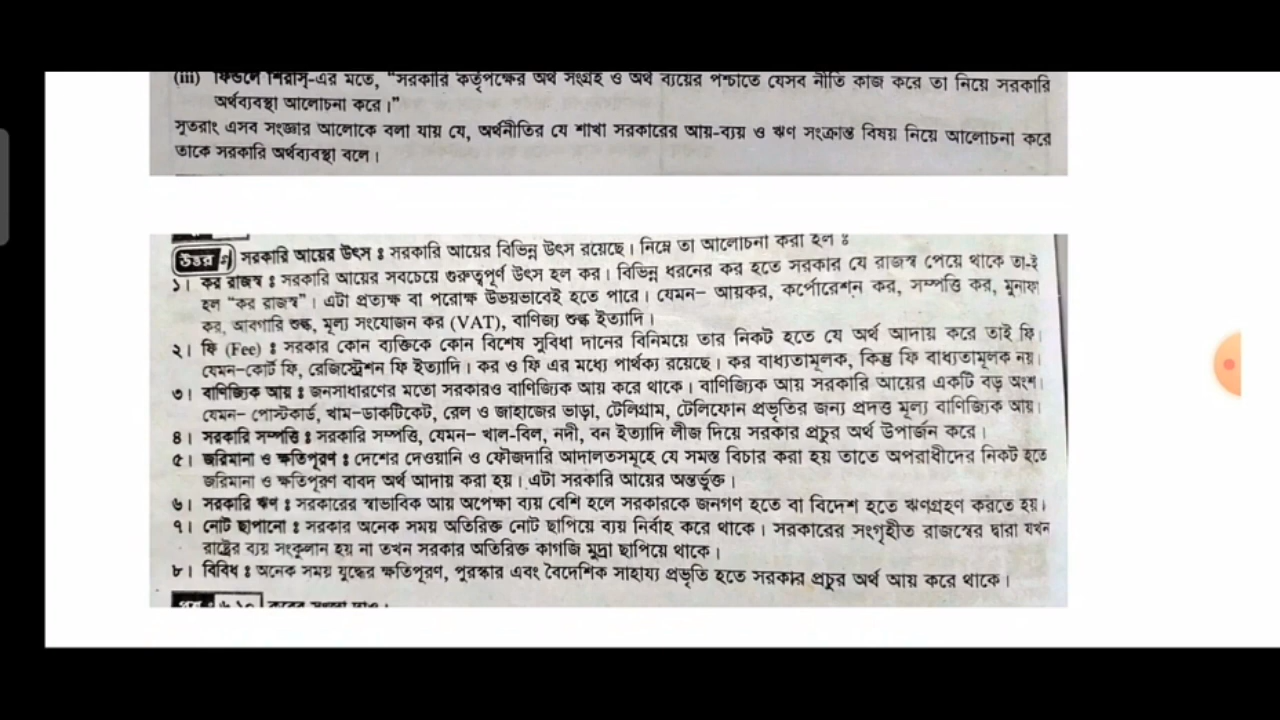 (iii) ফিন্ডলে শিরাস্-এর মতে, "সরকারি কর্তৃপক্ষের অর্থ সংগ্রহ ও অর্থ ব্যয়ের পশ্চাতে যেসব নীতি কাজ করে তা নিয়ে সরকারি
অর্থব্যবস্থা আলোচনা করে।"
সুতরাং এসব সংজ্ঞার আলোকে বলা যায় যে, অর্থনীতির যে শাখা সরকারের আয়-ব্যয় ও ঋণ সংক্রান্ত বিষয় নিয়ে আলোচনা করে
তাকে সরকারি অর্থব্যবস্থা বলে।
উত্তর ঃ সরকারি আয়ের উৎস ঃ সরকারি আয়ের বিভিন্ন উৎস রয়েছে। নিম্নে তা আলোচনা করা হল ঃ
১। কর রাজস্ব ঃ সরকারি আয়ের সবচেয়ে গুরুত্বপূর্ণ উৎস হল কর। বিভিন্ন ধরনের কর হতে সরকার যে রাজস্ব পেয়ে থাকে তা-ই
হল "কর রাজস্ব"। এটা প্রত্যক্ষ বা পরোক্ষ উভয়ভাবেই হতে পারে। যেমন– আয়কর, কর্পোরেশন কর, সম্পত্তি কর, মুনাফা
কর, আবগারি শুল্ক, মূল্য সংযোজন কর (VAT), বাণিজ্য শুল্ক ইত্যাদি।
২। ফি (Fee) ঃ সরকার কোন ব্যক্তিকে কোন বিশেষ সুবিধা দানের বিনিময়ে তার নিকট হতে যে অর্থ আদায় করে তাই ফি।
যেমন–কোর্ট ফি, রেজিস্ট্রেশন ফি ইত্যাদি। কর ও ফি এর মধ্যে পার্থক্য রয়েছে। কর বাধ্যতামূলক, কিন্তু ফি বাধ্যতামূলক নয়।
৩। বাণিজ্যিক আয় ঃ জনসাধারণের মতো সরকারও বাণিজ্যিক আয় করে থাকে। বাণিজ্যিক আয় সরকারি আয়ের একটি বড় অংশ।
যেমন– পোস্টকার্ড, খাম-ডাকটিকেট, রেল ও জাহাজের ভাড়া, টেলিগ্রাম, টেলিফোন প্রভৃতির জন্য প্রদত্ত মূল্য বাণিজ্যিক আয়।
৪। সরকারি সম্পত্তি ঃ সরকারি সম্পত্তি, যেমন– খাল-বিল, নদী, বন ইত্যাদি লীজ দিয়ে সরকার প্রচুর অর্থ উপার্জন করে।
৫। জরিমানা ও ক্ষতিপূরণ ঃ দেশের দেওয়ানি ও ফৌজদারি আদালতসমূহে যে সমস্ত বিচার করা হয় তাতে অপরাধীদের নিকট হতে
জরিমানা ও ক্ষতিপূরণ বাবদ অর্থ আদায় করা হয়। এটা সরকারি আয়ের অন্তর্ভুক্ত।
৬। সরকারি ঋণ ঃ সরকারের স্বাভাবিক আয় অপেক্ষা ব্যয় বেশি হলে সরকারকে জনগণ হতে বা বিদেশ হতে ঋণগ্রহণ করতে হয়।
৭। নোট ছাপানো ঃ সরকার অনেক সময় অতিরিক্ত নোট ছাপিয়ে ব্যয় নির্বাহ করে থাকে। সরকারের সংগৃহীত রাজস্বের দ্বারা যখন
রাষ্ট্রের ব্যয় সংকুলান হয় না তখন সরকার অতিরিক্ত কাগজি মুদ্রা ছাপিয়ে থাকে।
৮। বিবিধ ঃ অনেক সময় যুদ্ধের ক্ষতিপূরণ, পুরস্কার এবং বৈদেশিক সাহায্য প্রভৃতি হতে সরকার প্রচুর অর্থ আয় করে থাকে।